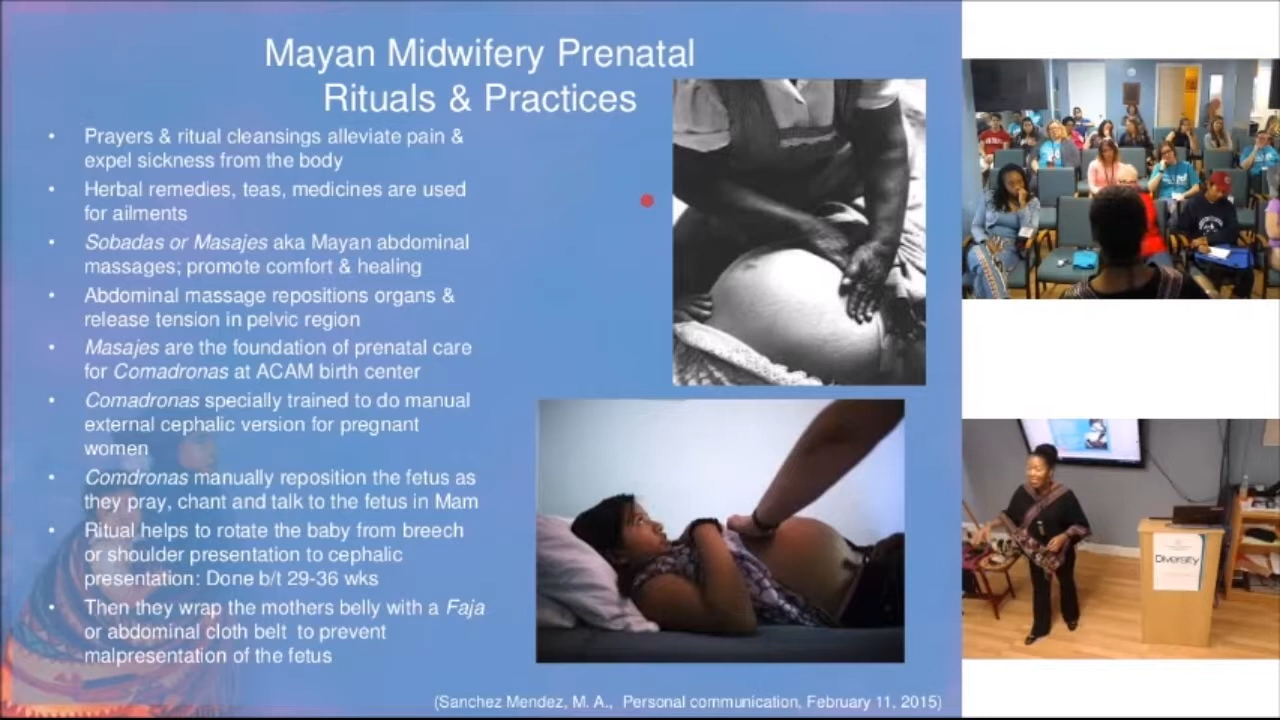 Mayan Midwifery Prenatal
Rituals & Practices
• Prayers & ritual cleansings alleviate pain &
expel sickness from the body
• Herbal remedies, teas, medicines are used
for ailments
• Sobadas or Masajes aka Mayan abdominal
massages; promote comfort & healing
• Abdominal massage repositions organs &
release tension in pelvic region
• Masajes are the foundation of prenatal care
for Comadronas at ACAM birth center
• Comadronas specially trained to do manual
external cephalic version for pregnant
women
• Comdronas manually reposition the fetus as
they pray, chant and talk to the fetus in Mam
• Ritual helps to rotate the baby from breech
or shoulder presentation to cephalic
presentation: Done b/t 29-36 wks
• Then they wrap the mothers belly with a Faja
or abdominal cloth belt to prevent
malpresentation of the fetus
(Sanchez Mendez, M. A., Personal communication, February 11, 2015)
Diversity